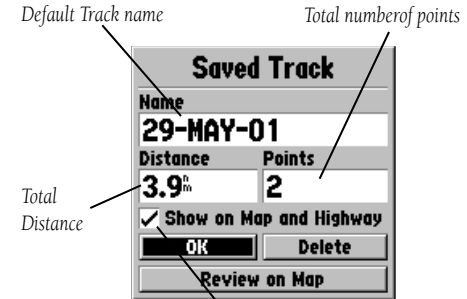 Default Track name
Total numberof points
Saved Track
Name
29-MAY-01
Distance Points
3.9nm 2
Total
Distance
Show on Map and Highway
OK Delete
Review on Map